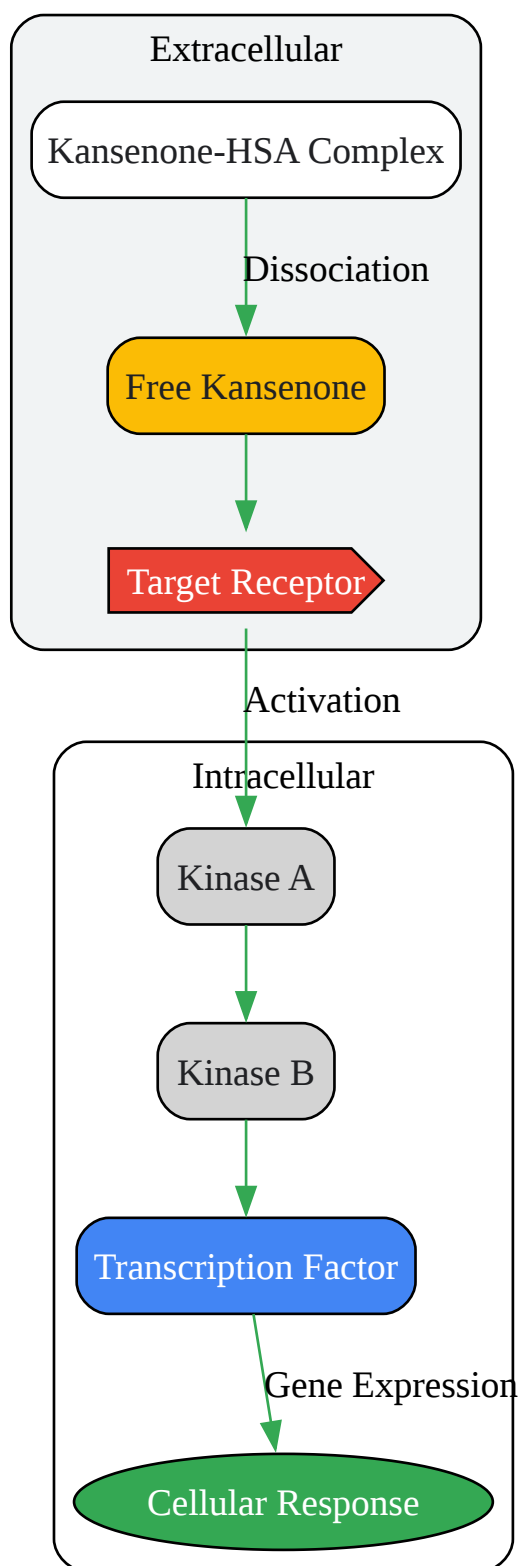 Extracellular
Kansenone-HSA Complex
Dissociation
Free Kansenone
Target Receptor
Activation
Intracellular
Kinase A
Kinase B
Transcription Factor
Gene Expression
Cellular Response